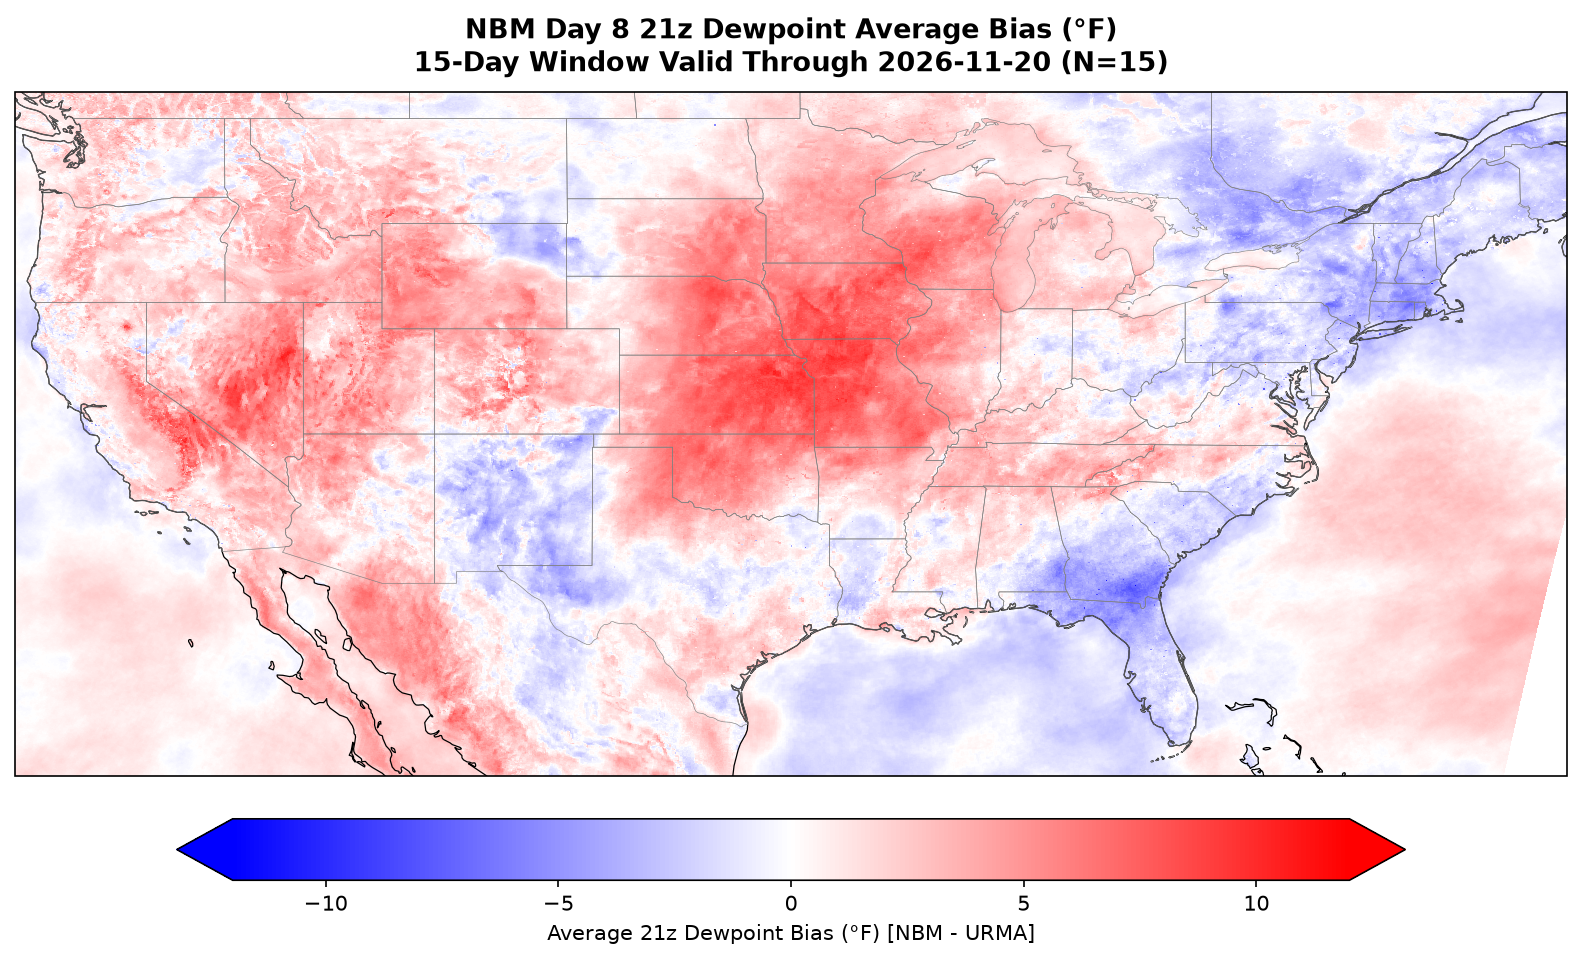 NBM Day 8 21z Dewpoint Average Bias (°F)
15-Day Window Valid Through 2026-11-20 (N=15)
−10 −5 0 5 10
Average 21z Dewpoint Bias (°F) [NBM - URMA]